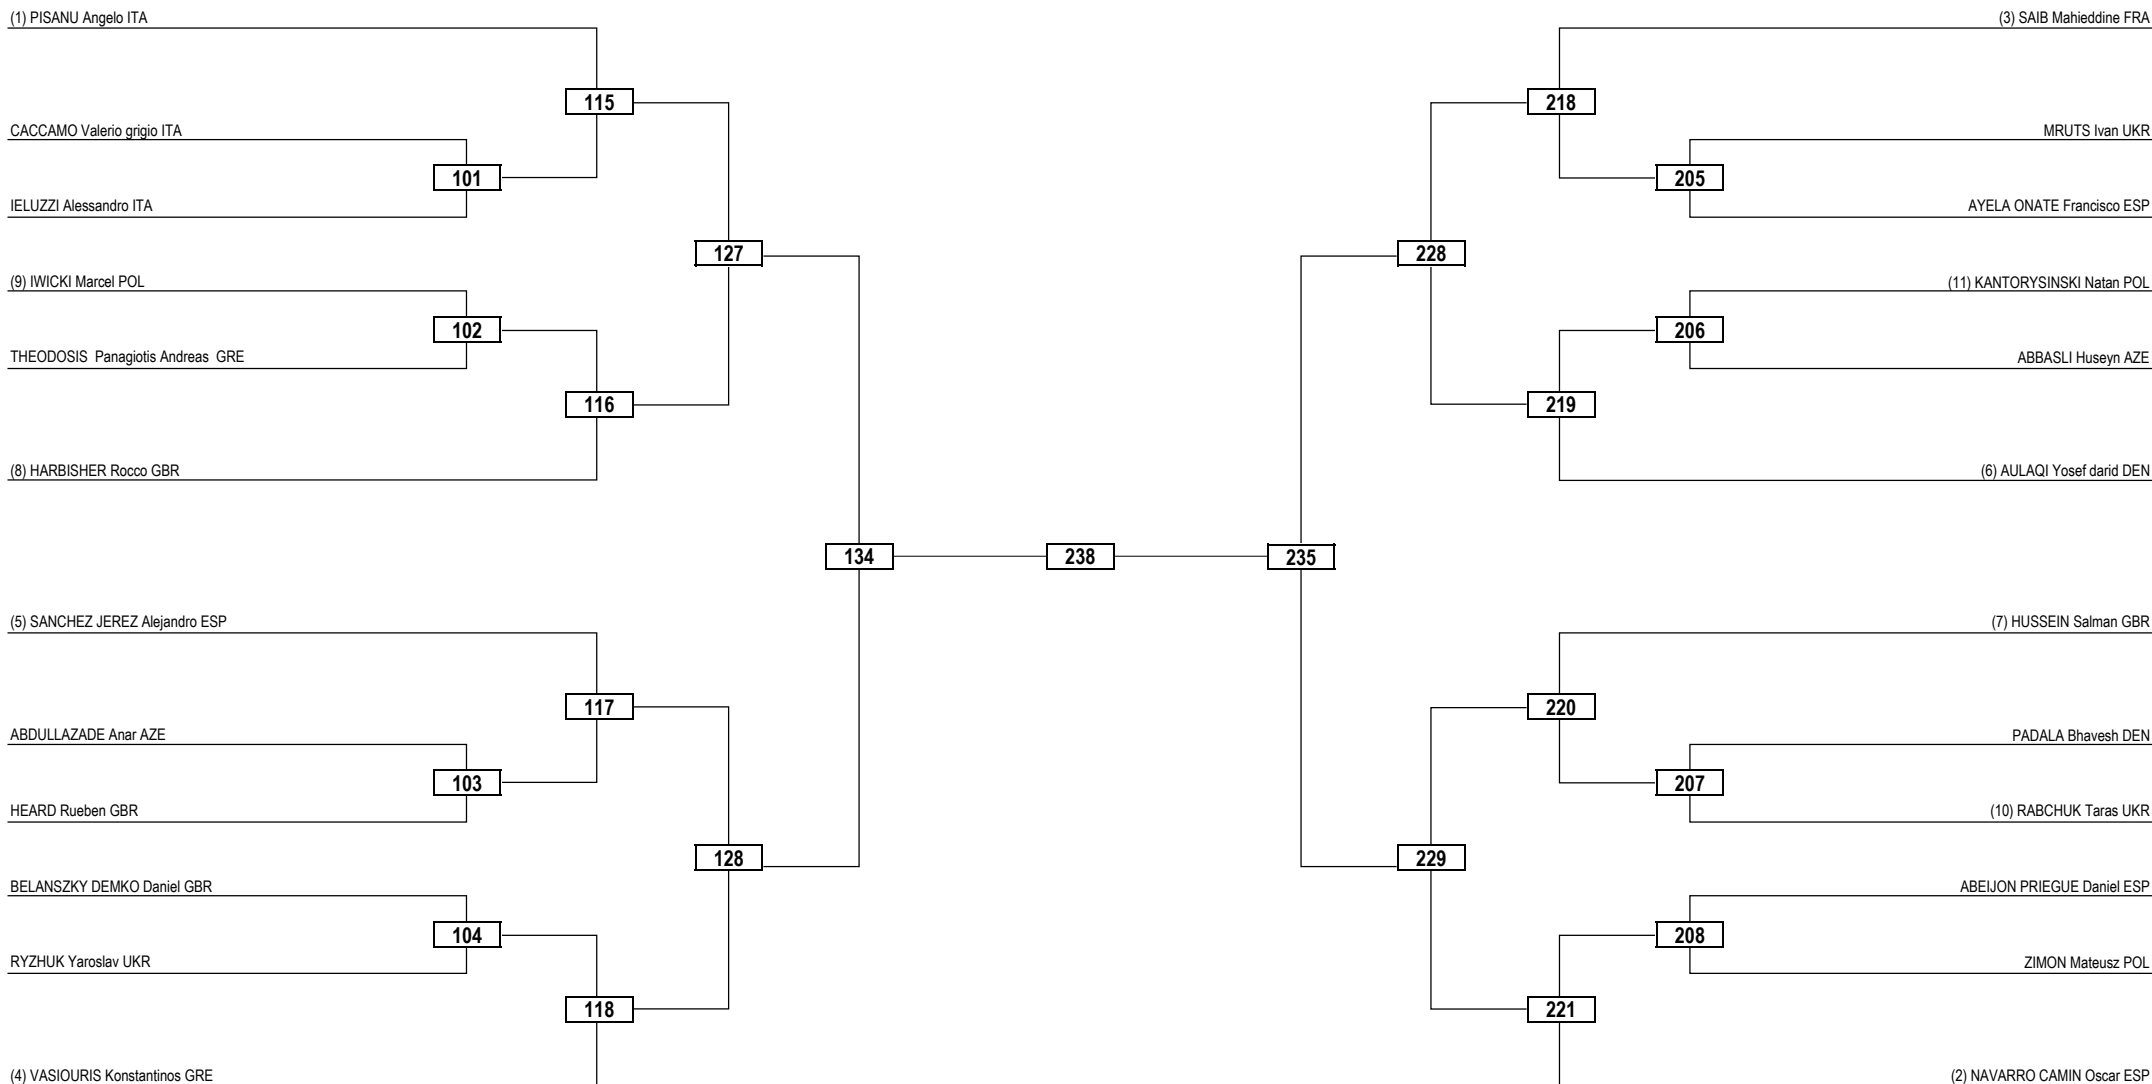 (1) PISANU Angelo ITA
(3) SAIB Mahieddine FRA
115
218
CACCAMO Valerio grigio ITA
MRUTS Ivan UKR
101
205
IELUZZI Alessandro ITA
AYELA ONATE Francisco ESP
127
228
(9) IWICKI Marcel POL
(11) KANTORYSINSKI Natan POL
102
206
THEODOSIS Panagiotis Andreas GRE
ABBASLI Huseyn AZE
116
219
(8) HARBISHER Rocco GBR
(6) AULAQI Yosef darid DEN
134
238
235
(5) SANCHEZ JEREZ Alejandro ESP
(7) HUSSEIN Salman GBR
117
220
ABDULLAZADE Anar AZE
PADALA Bhavesh DEN
103
207
HEARD Rueben GBR
(10) RABCHUK Taras UKR
128
229
BELANSZKY DEMKO Daniel GBR
ABEIJON PRIEGUE Daniel ESP
104
208
RYZHUK Yaroslav UKR
ZIMON Mateusz POL
118
221
(4) VASIOURIS Konstantinos GRE
(2) NAVARRO CAMIN Oscar ESP